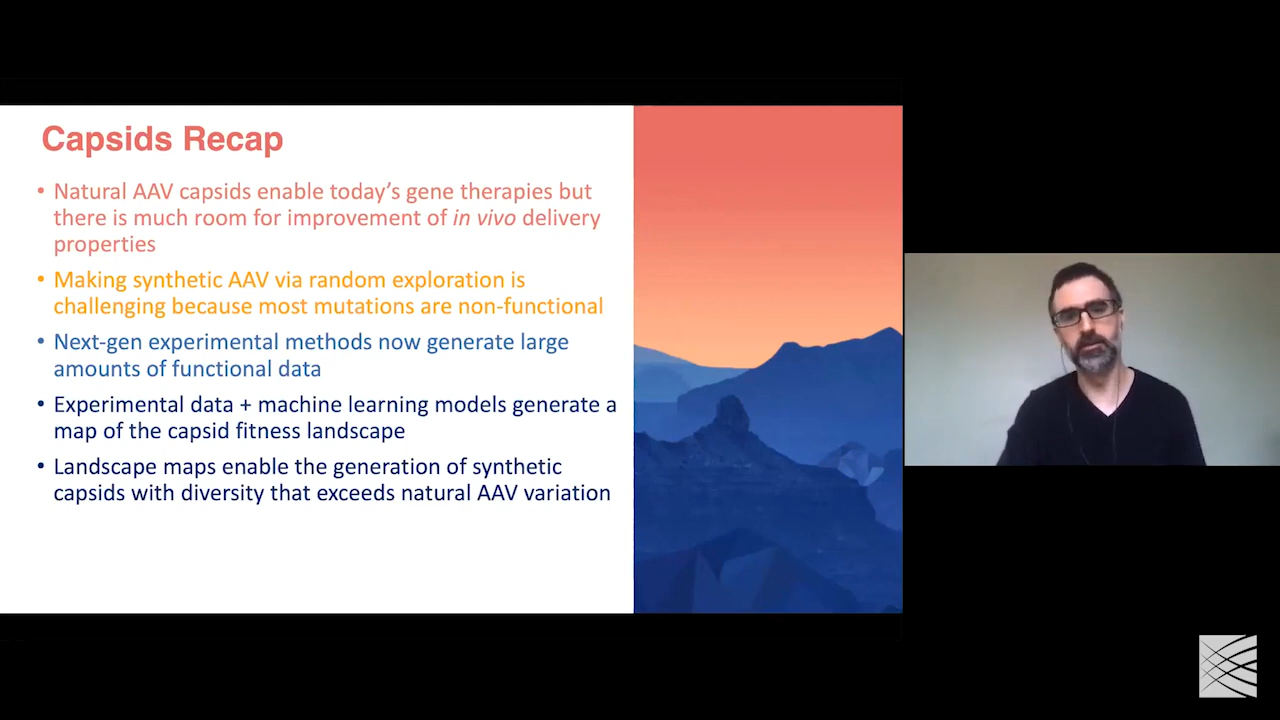 Capsids Recap
• Natural AAV capsids enable today’s gene therapies but
there is much room for improvement of in vivo delivery
properties
• Making synthetic AAV via random exploration is
challenging because most mutations are non-functional
• Next-gen experimental methods now generate large
amounts of functional data
• Experimental data + machine learning models generate a
map of the capsid fitness landscape
• Landscape maps enable the generation of synthetic
capsids with diversity that exceeds natural AAV variation